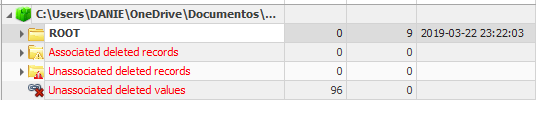 C:\Users\DANIE\OneDrive\Documentos\...
ROOT 0 9 2019-03-22 23:22:03
Associated deleted records 0 0
Unassociated deleted records 0 0
Unassociated deleted values 96 0